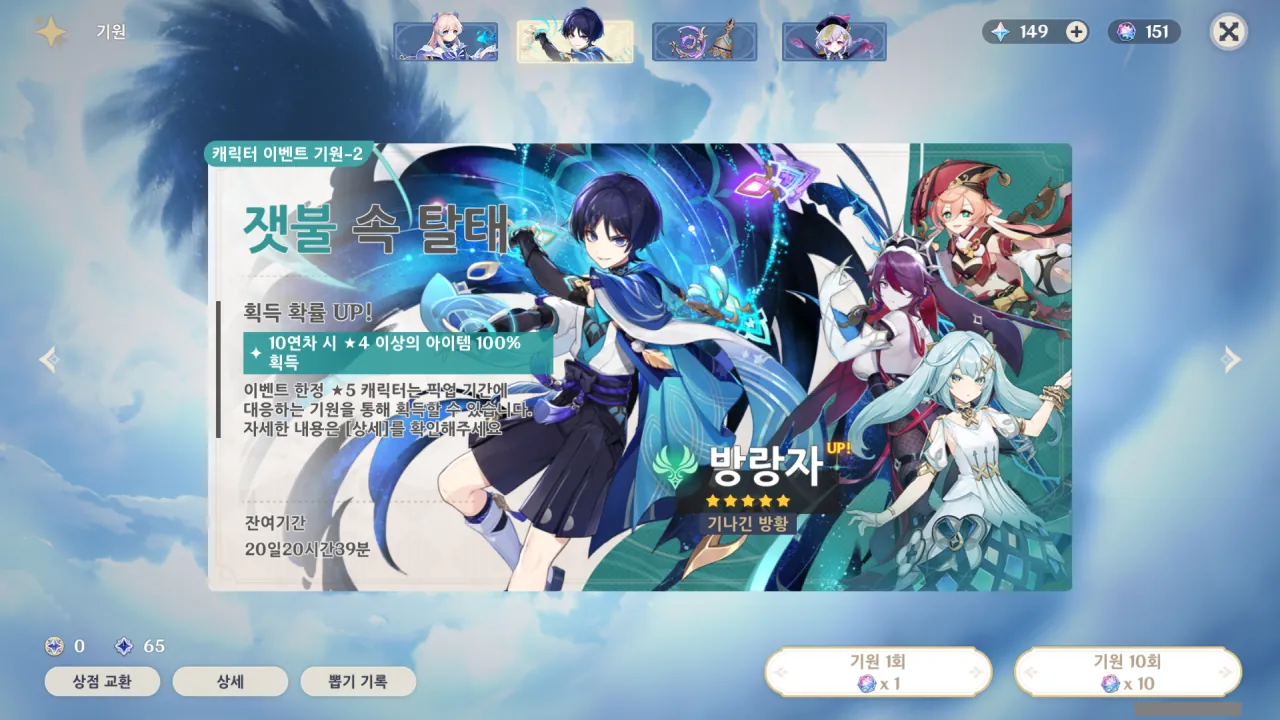 기원
149
151
캐릭터 이벤트 기원-2
잿불 속 탈태
획득 확률 UP!
10연차 시 ★4 이상의 아이템 100%
획득
이벤트 한정 ★5 캐릭터는 픽업 기간에
대응하는 기원을 통해 획득할 수 있습니다.
자세한 내용은 [상세]를 확인해주세요
방랑자 UP!
기나긴 방황
잔여기간
20일20시간39분
0
65
상점 교환
상세
뽑기 기록
기원 1회
x 1
기원 10회
x 10